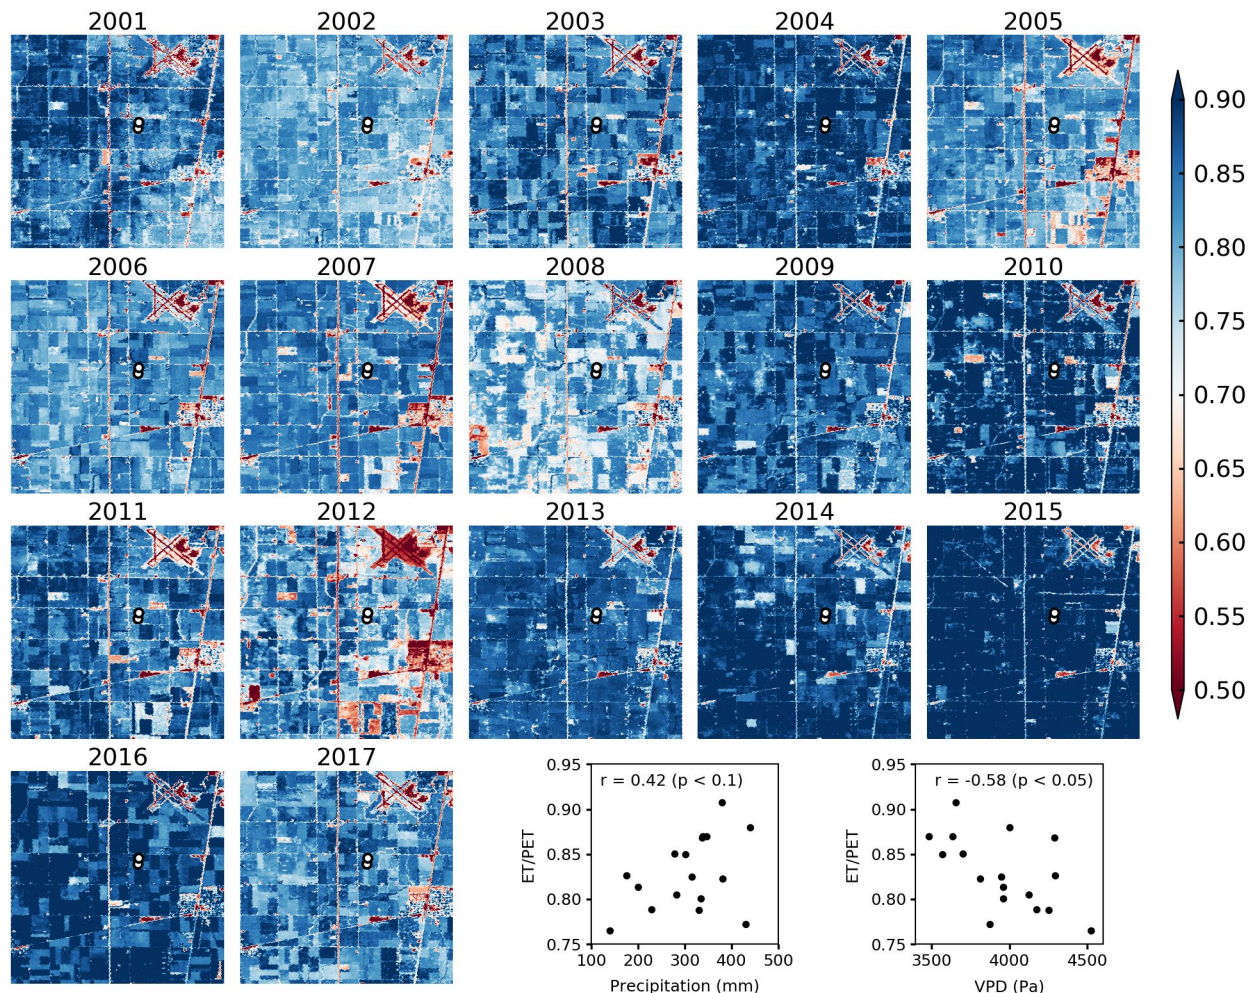 2001 2002 2003 2004 2005
2006 2007 2008 2009 2010
2011 2012 2013 2014 2015
2016 2017
0.90
0.85
0.80
0.75
0.70
0.65
0.60
0.55
0.50
r = 0.42 (p < 0.1)
ET/PET
0.95
0.90
0.85
0.80
0.75
100 200 300 400 500
Precipitation (mm)
r = -0.58 (p < 0.05)
ET/PET
0.95
0.90
0.85
0.80
0.75
3500 4000 4500
VPD (Pa)